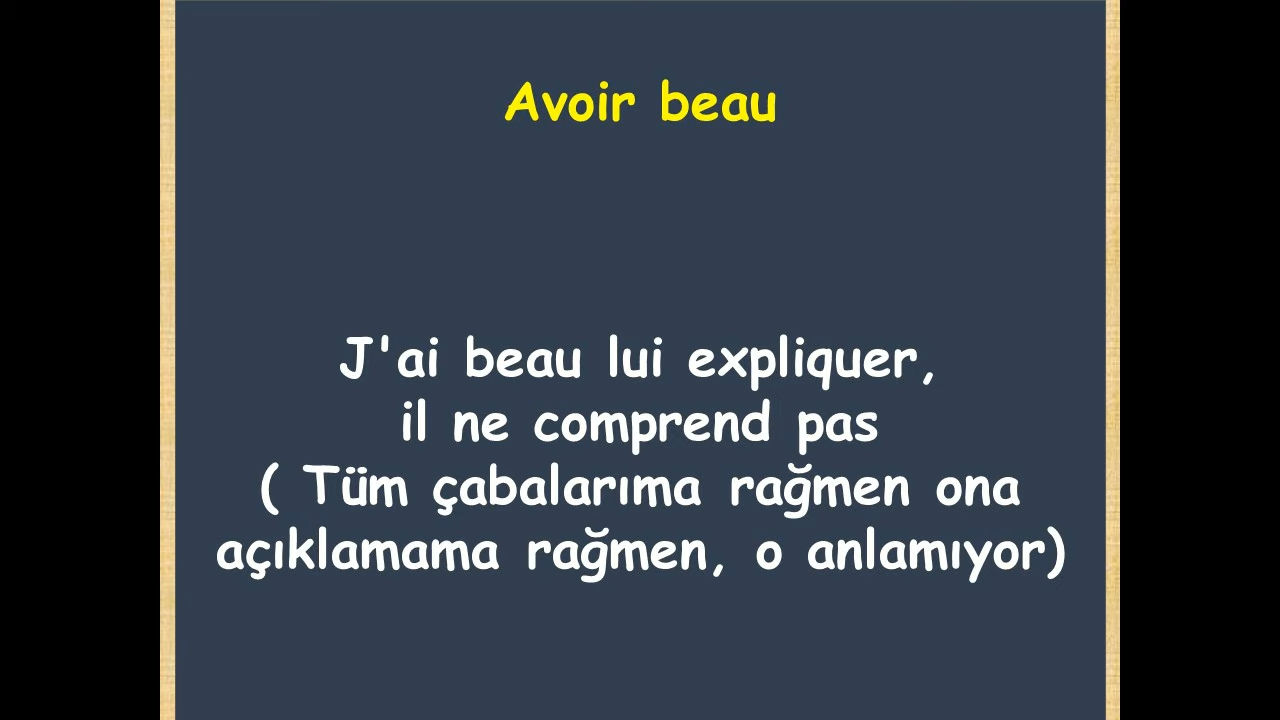 Avoir beau
J'ai beau lui expliquer,
il ne comprend pas
( Tüm çabalarıma rağmen ona
açıklamama rağmen, o anlamıyor)